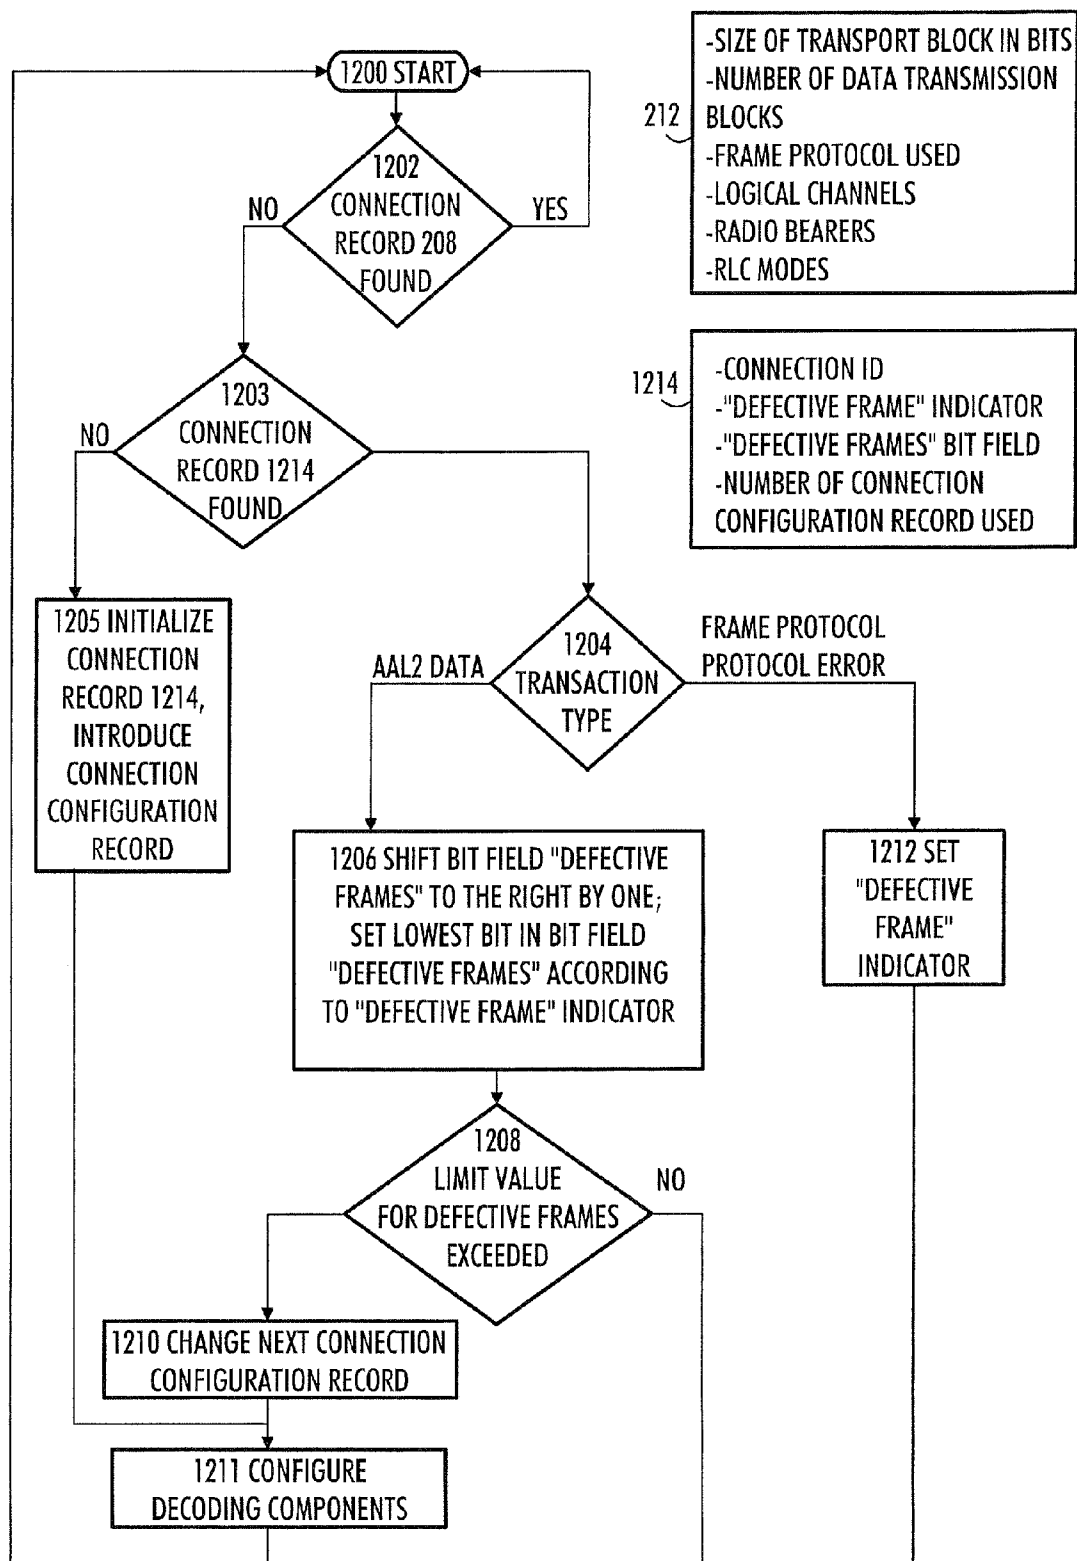 1200 START
1202
CONNECTION
RECORD 208
FOUND
NO
YES
-SIZE OF TRANSPORT BLOCK IN BITS
-NUMBER OF DATA TRANSMISSION
BLOCKS
-FRAME PROTOCOL USED
-LOGICAL CHANNELS
-RADIO BEARERS
-RLC MODES
212
1203
CONNECTION
RECORD 1214
FOUND
NO
1214
-CONNECTION ID
-"DEFECTIVE FRAME" INDICATOR
-"DEFECTIVE FRAMES" BIT FIELD
-NUMBER OF CONNECTION
CONFIGURATION RECORD USED
1205 INITIALIZE
CONNECTION
RECORD 1214,
INTRODUCE
CONNECTION
CONFIGURATION
RECORD
1204
TRANSACTION
TYPE
AAL2 DATA
FRAME PROTOCOL
PROTOCOL ERROR
1206 SHIFT BIT FIELD "DEFECTIVE
FRAMES" TO THE RIGHT BY ONE;
SET LOWEST BIT IN BIT FIELD
"DEFECTIVE FRAMES" ACCORDING
TO "DEFECTIVE FRAME" INDICATOR
1212 SET
"DEFECTIVE
FRAME"
INDICATOR
1208
LIMIT VALUE
FOR DEFECTIVE FRAMES
EXCEEDED
NO
1210 CHANGE NEXT CONNECTION
CONFIGURATION RECORD
1211 CONFIGURE
DECODING COMPONENTS